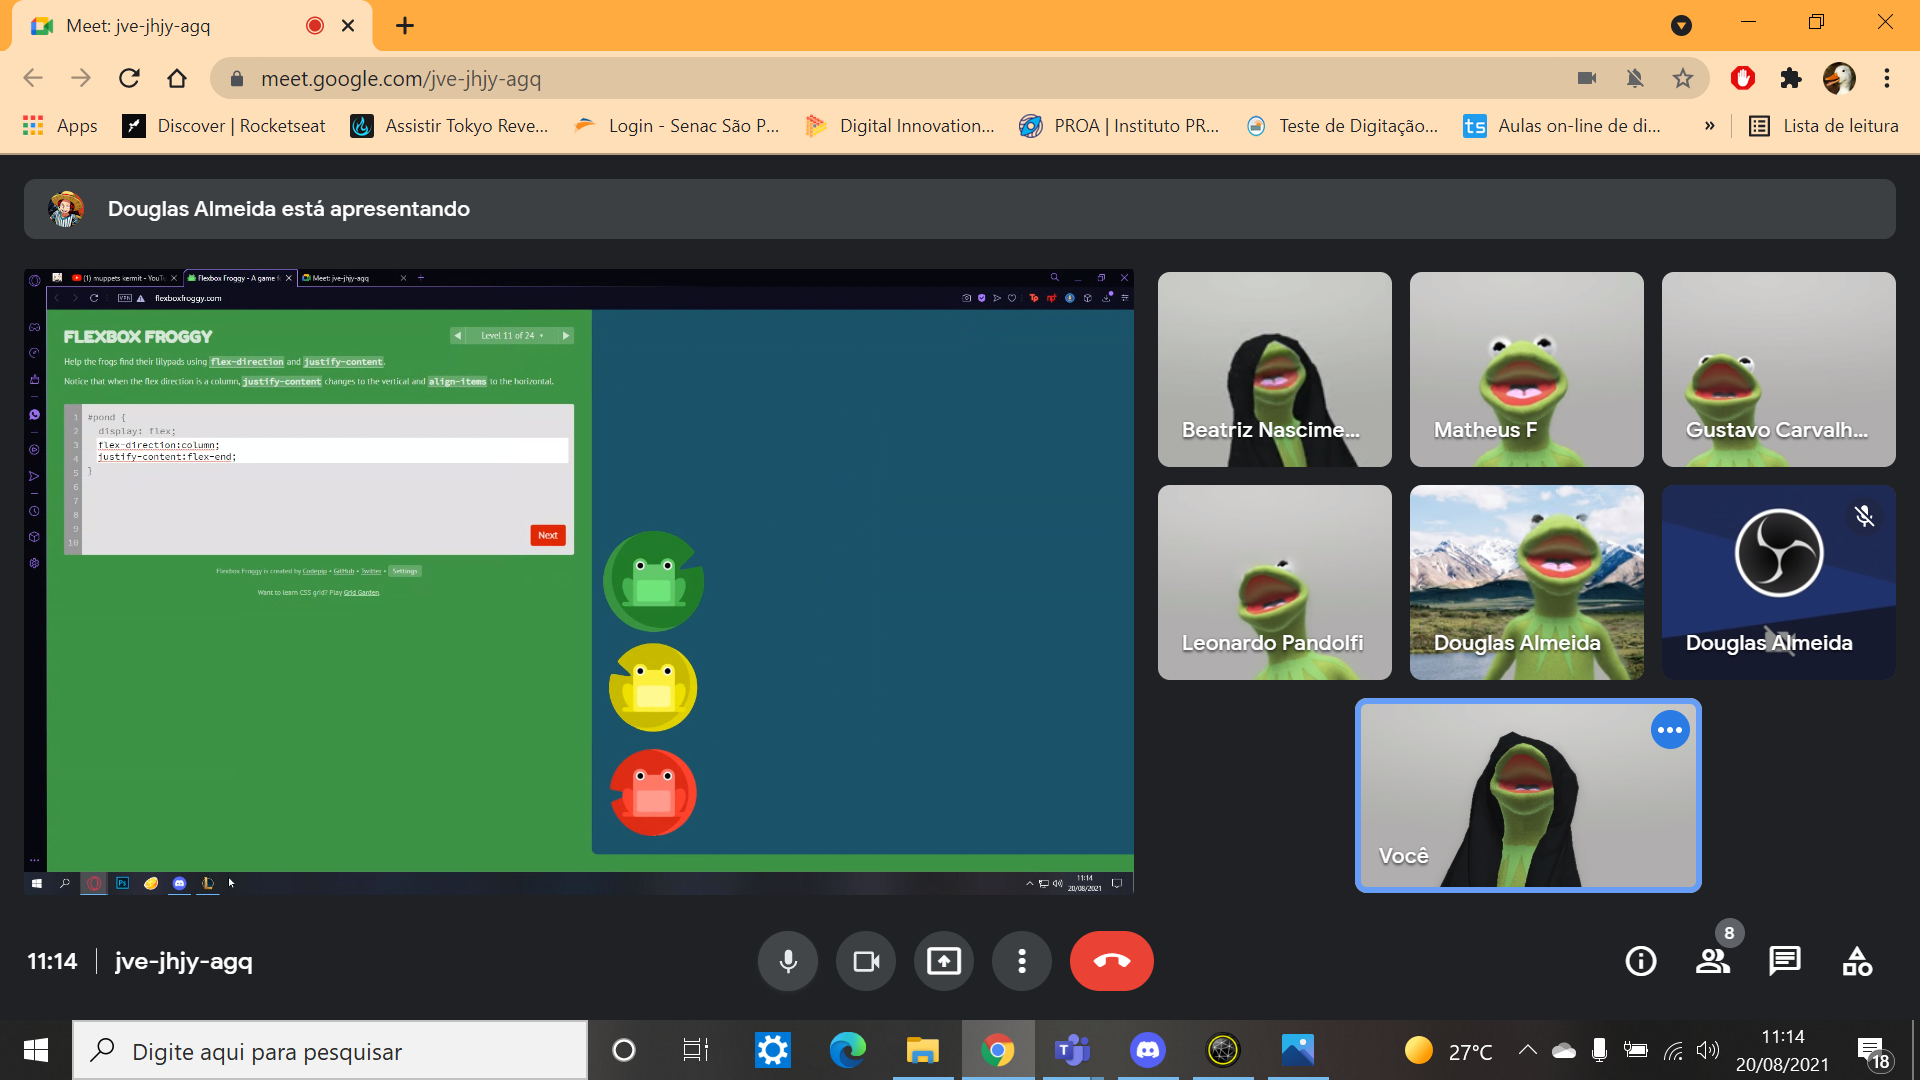 Meet: jve-jhjy-agq
meet.google.com/jve-jhjy-agq
Apps
Discover | Rocketseat
Assistir Tokyo Reve...
Login - Senac São P...
Digital Innovation...
PROA | Instituto PR...
ts
Teste de Digitação...
Aulas on-line de di...
»
Lista de leitura
Douglas Almeida está apresentando
(1) muppets kermit - YouTu
Flexbox Froggy - A game f
Meet: jve-jhjy-agq
VPN
flexboxfroggy.com
FLEXBOX FROGGY
Level 11 of 24
Help the frogs find their lilypads using flex-direction and justify-content.
Notice that when the flex direction is a column, justify-content changes to the vertical and align-items to the horizontal.
1 #pond {
2 display: flex;
3 flex-direction:column;
4 justify-content:flex-end;
5 }
6
7
8
9
10
Next
Flexbox Froggy is created by Codepip • GitHub • Twitter • Settings
Want to learn CSS grid? Play Grid Garden.
Ps
11:14
20/08/2021
Beatriz Nascime...
Matheus F
Gustavo Carvalh...
Leonardo Pandolfi
Douglas Almeida
Douglas Almeida
Você
11:14
jve-jhjy-agq
8
Digite aqui para pesquisar
27°C
11:14
20/08/2021
18